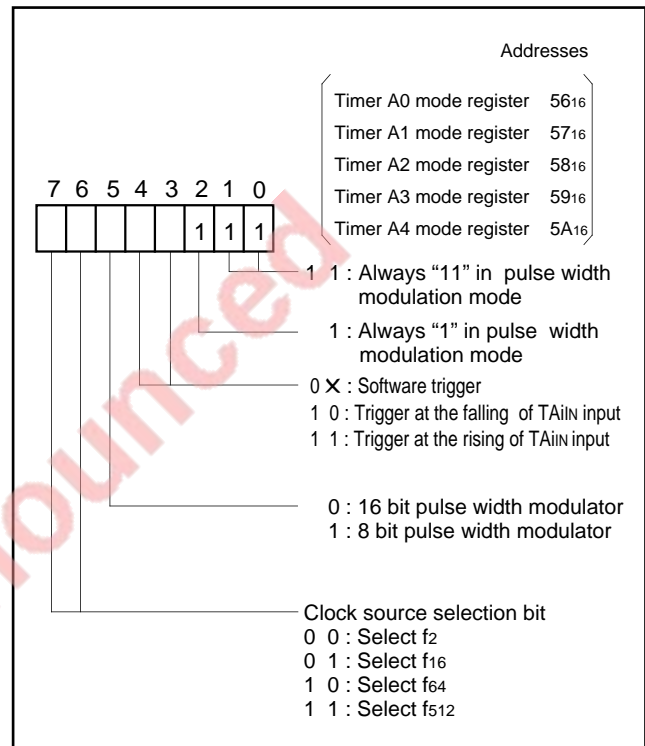 Addresses
Timer A0 mode register 5616
Timer A1 mode register 5716
Timer A2 mode register 5816
Timer A3 mode register 5916
Timer A4 mode register 5A16
7 6 5 4 3 2 1 0
1 1 1
1 1 : Always “11” in pulse width
modulation mode
1 : Always “1” in pulse width
modulation mode
0 X : Software trigger
1 0 : Trigger at the falling of TAiIN input
1 1 : Trigger at the rising of TAiIN input
0 : 16 bit pulse width modulator
1 : 8 bit pulse width modulator
Clock source selection bit
0 0 : Select f2
0 1 : Select f16
1 0 : Select f64
1 1 : Select f512
ounced